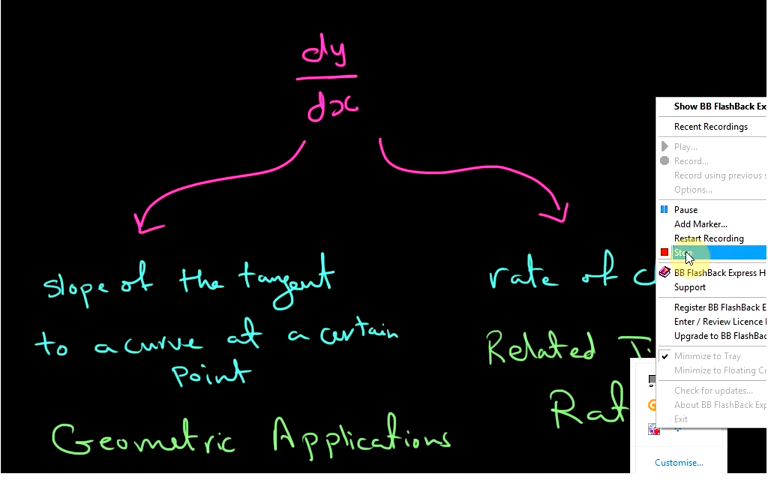 dy
dx
slope of the tangent
to a curve at a certain
point
Geometric Applications
rate of
Related
Show BB FlashBack Ex
Recent Recordings
Play...
Record...
Record using previous s
Options...
Pause
Add Marker...
Restart Recording
BB FlashBack Express H
Support
Register BB FlashBack E
Enter / Review Licence
Upgrade to BB FlashBac
Minimize to Tray
Minimize to Floating Co
Check for updates...
About BB FlashBack Exp
Exit
Customise...